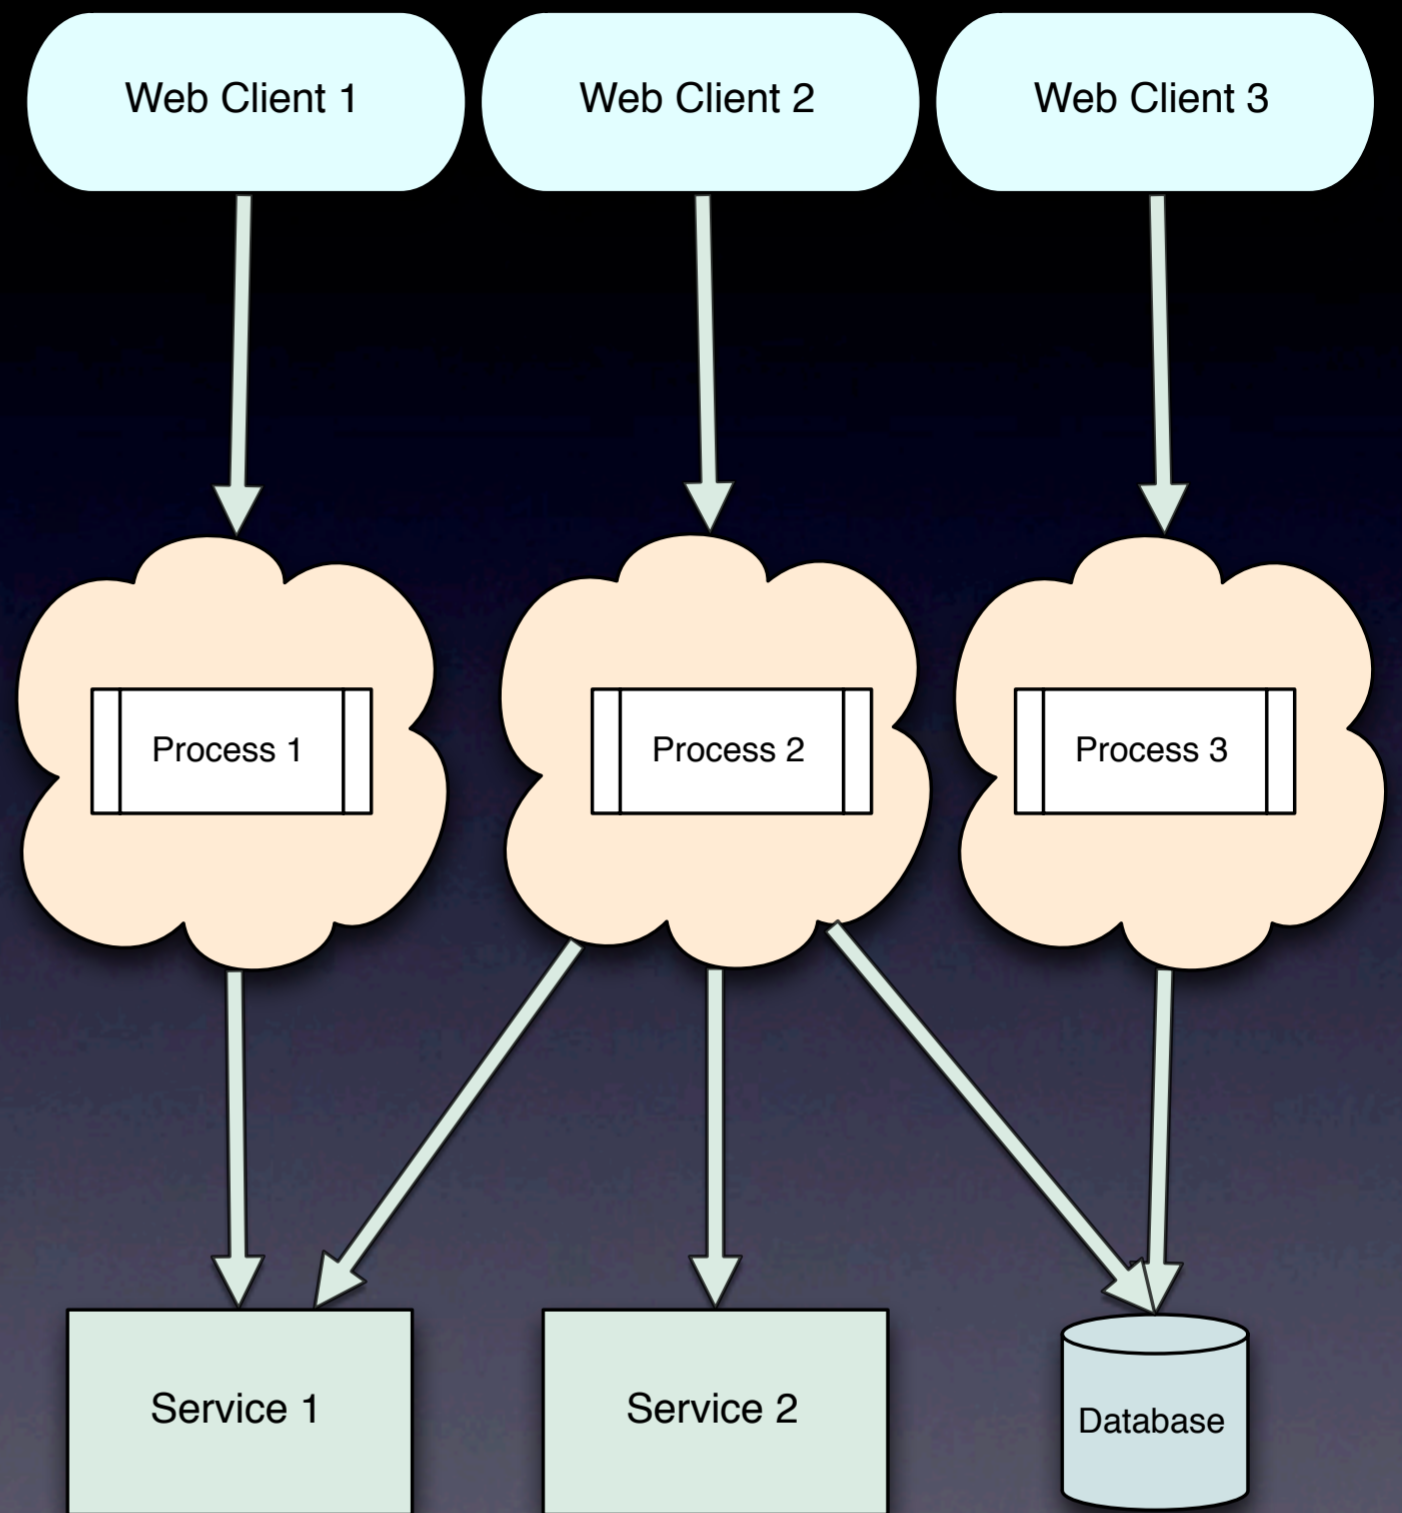 Web Client 1
Web Client 2
Web Client 3
Process 1
Process 2
Process 3
Service 1
Service 2
Database